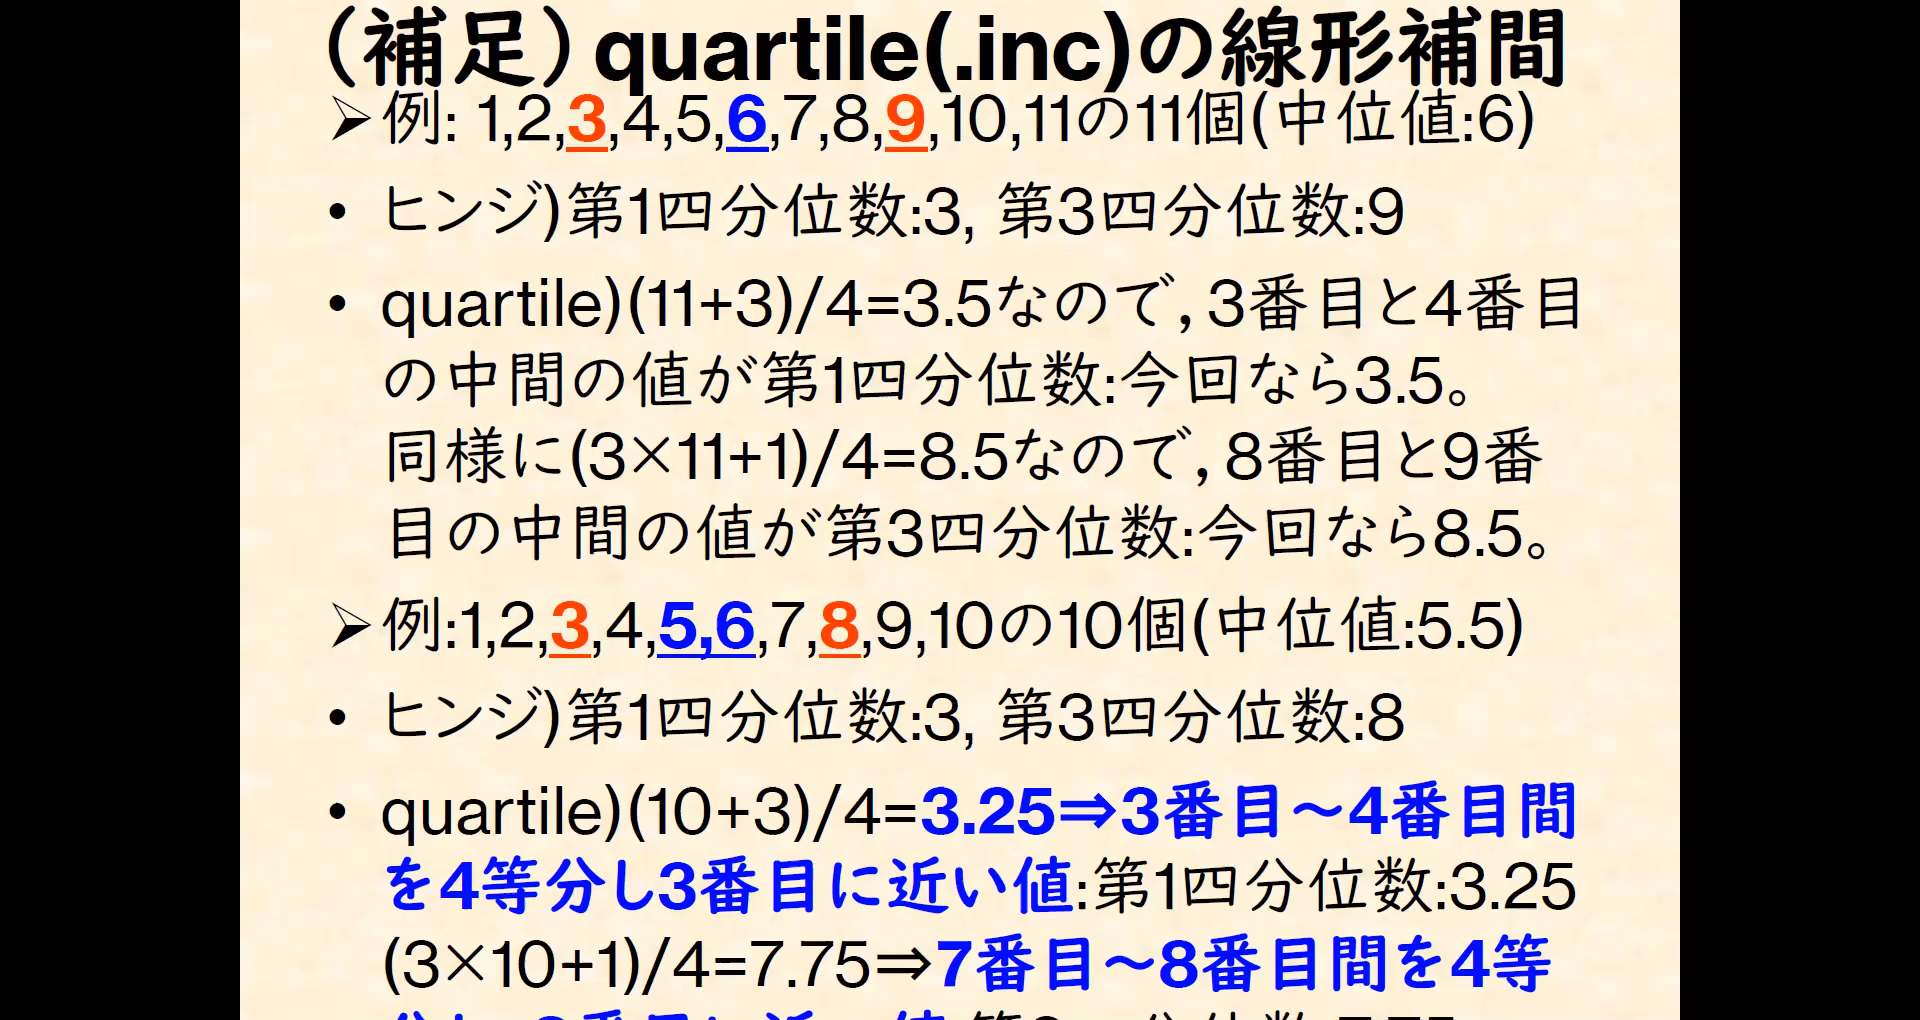 （補足）quartile(.inc)の線形補間
➢例: 1,2,3,4,5,6,7,8,9,10,11の11個(中位値:6)
• ヒンジ)第1四分位数:3, 第3四分位数:9
• quartile)(11+3)/4=3.5なので，3番目と4番目
の中間の値が第1四分位数:今回なら3.5。
同様に(3×11+1)/4=8.5なので，8番目と9番
目の中間の値が第3四分位数:今回なら8.5。
➢例:1,2,3,4,5,6,7,8,9,10の10個(中位値:5.5)
• ヒンジ)第1四分位数:3, 第3四分位数:8
• quartile)(10+3)/4=3.25⇒3番目～4番目間
を4等分し3番目に近い値:第1四分位数:3.25
(3×10+1)/4=7.75⇒7番目～8番目間を4等